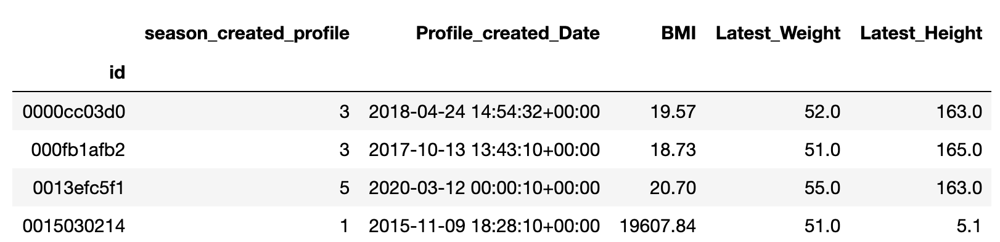 season_created_profile Profile_created_Date BMI Latest_Weight Latest_Height
id
0000cc03d0 3 2018-04-24 14:54:32+00:00 19.57 52.0 163.0
000fb1afb2 3 2017-10-13 13:43:10+00:00 18.73 51.0 165.0
0013efc5f1 5 2020-03-12 00:00:10+00:00 20.70 55.0 163.0
0015030214 1 2015-11-09 18:28:10+00:00 19607.84 51.0 5.1